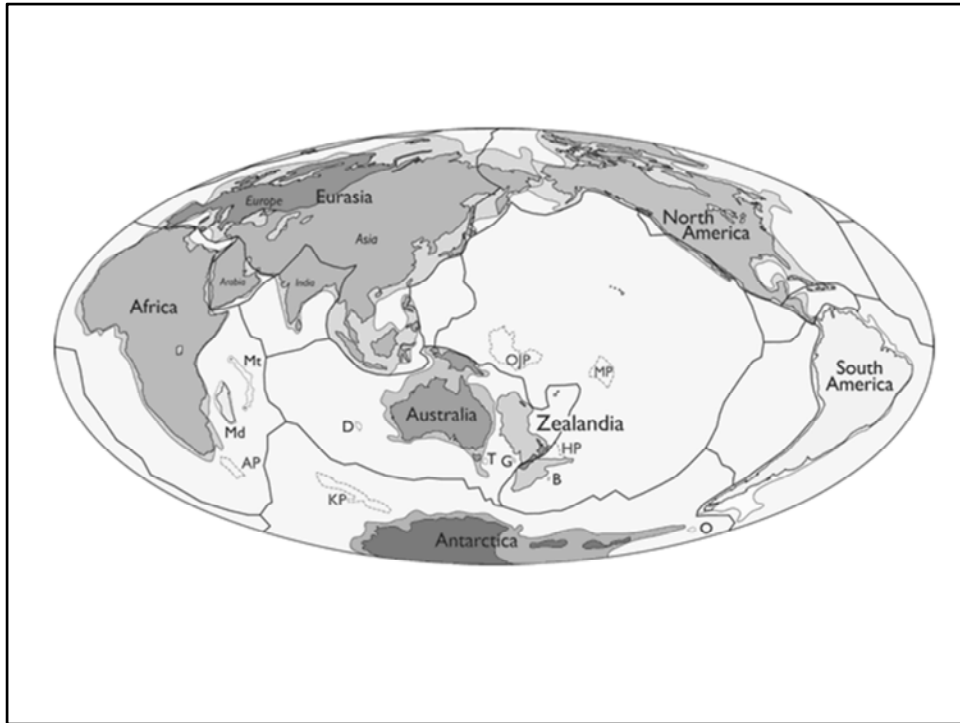 Europe
Eurasia
Asia
North
America
Arabia
India
Africa
OJP
MP
Mt
South
America
Australia
Zealandia
D
Md
T
G
HP
AP
B
KP
Antarctica